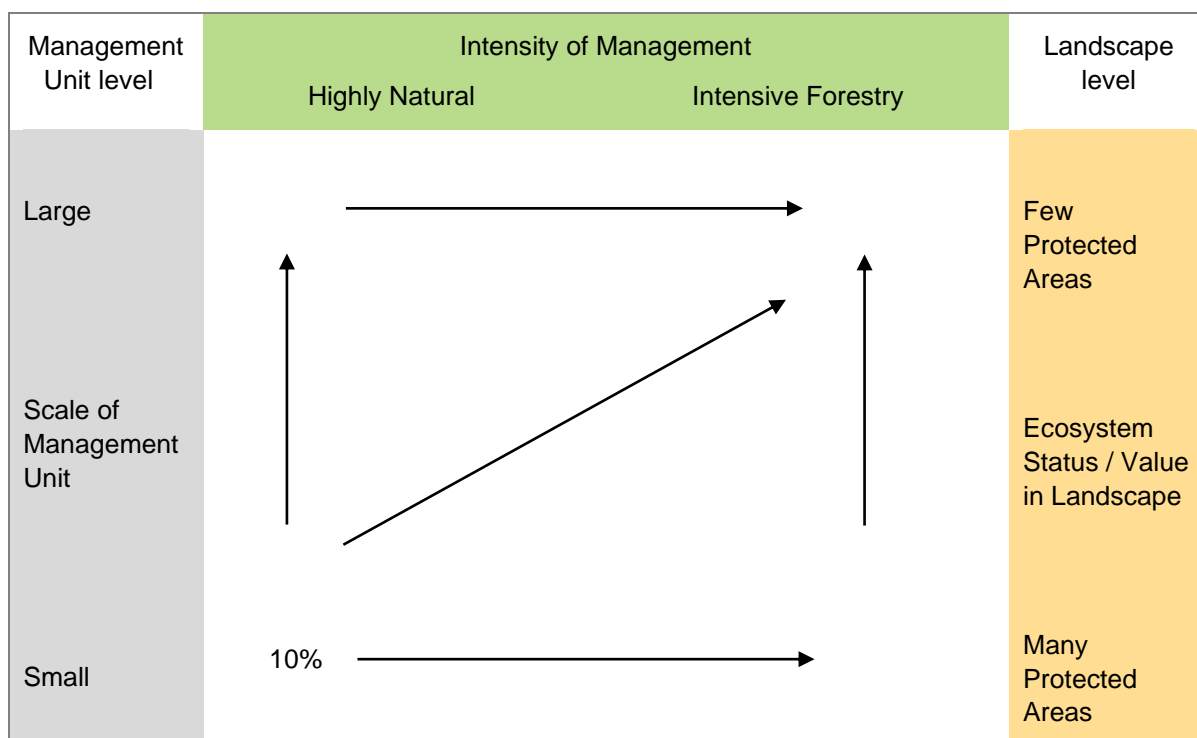 Management
Unit level
Intensity of Management
Highly Natural
Intensive Forestry
Landscape
level
Large
Few
Protected
Areas
Scale of
Management
Unit
Ecosystem
Status / Value
in Landscape
Small
10%
Many
Protected
Areas